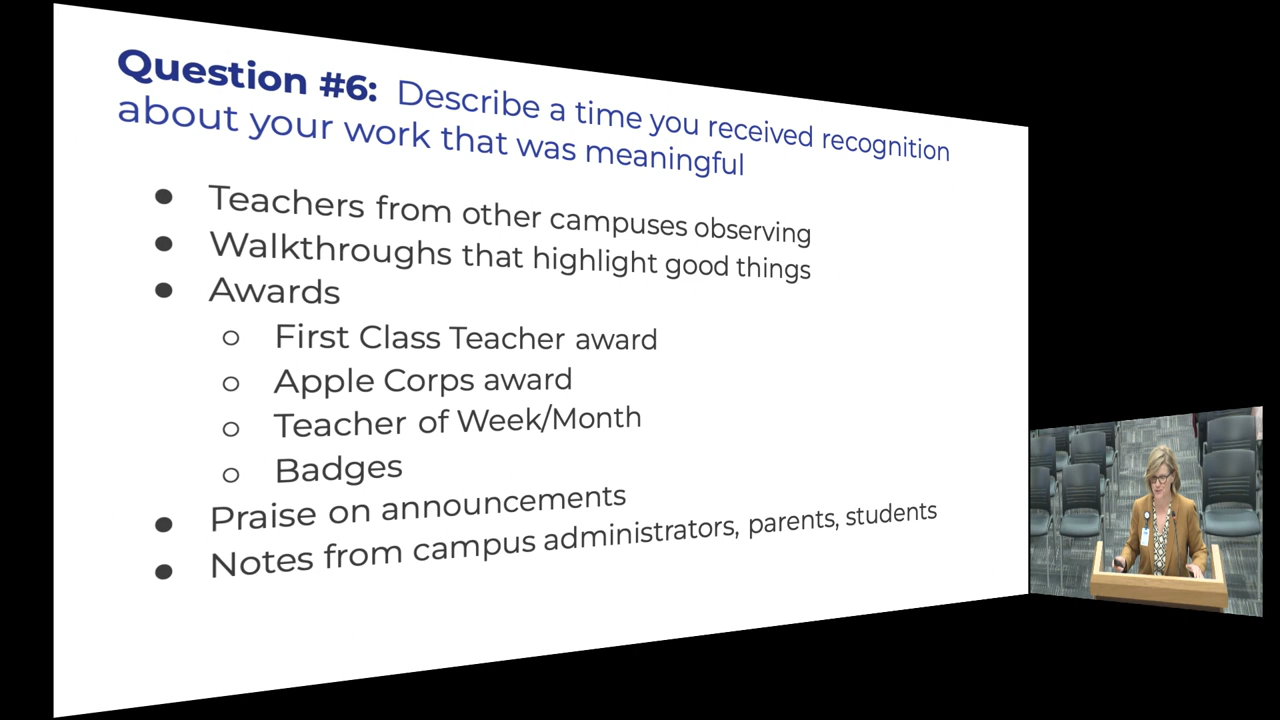 Question #6: Describe a time you received recognition
about your work that was meaningful
● Teachers from other campuses observing
● Walkthroughs that highlight good things
● Awards
○ First Class Teacher award
○ Apple Corps award
○ Teacher of Week/Month
○ Badges
● Praise on announcements
● Notes from campus administrators, parents, students